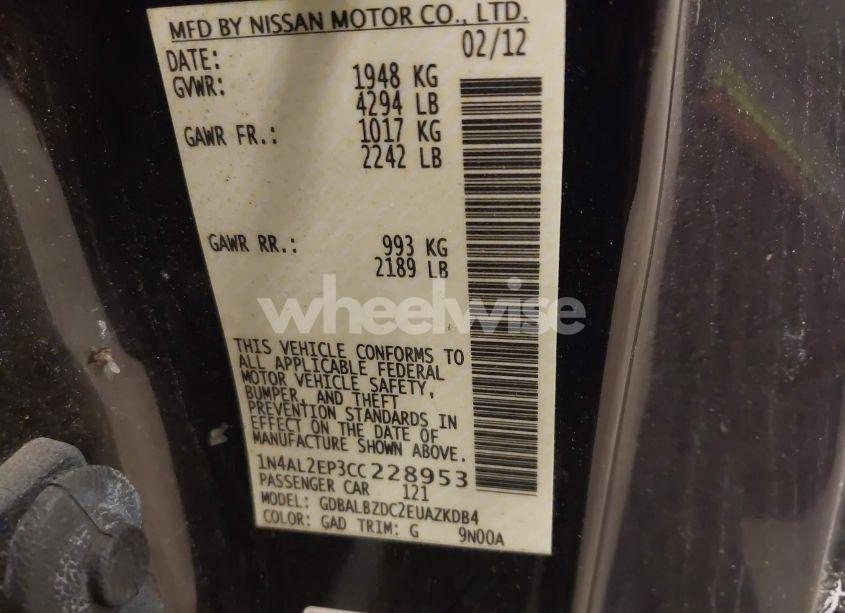 MFD BY NISSAN MOTOR CO., LTD.
DATE: 02/12
GVWR: 1948 KG
4294 LB
GAWR FR.: 1017 KG
2242 LB
GAWR RR.: 993 KG
2189 LB
wheelwise
THIS VEHICLE CONFORMS TO
ALL APPLICABLE FEDERAL
MOTOR VEHICLE SAFETY,
BUMPER, AND THEFT
PREVENTION STANDARDS IN
EFFECT ON THE DATE OF
MANUFACTURE SHOWN ABOVE.
1N4AL2EP3CC228953
PASSENGER CAR 121
MODEL: GDBALBZDC2EUAZKDB4
COLOR: GAD TRIM: G 9N00A